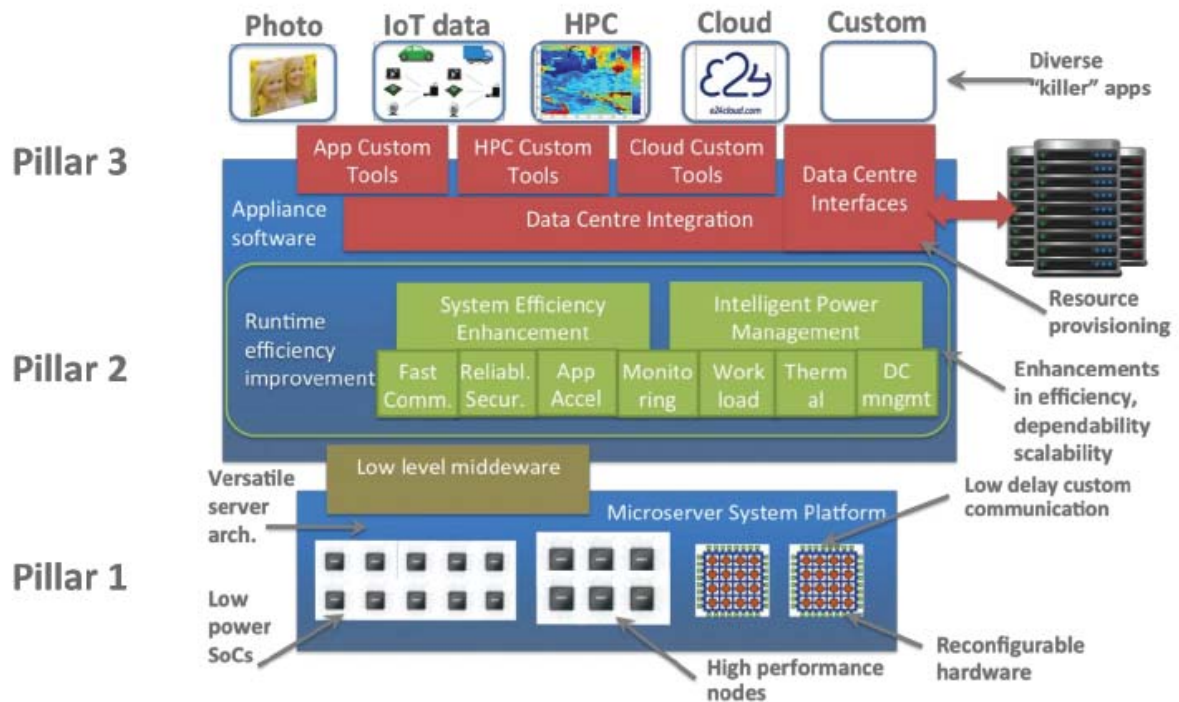 Photo
IoT data
HPC
Cloud
Custom
e24
e24cloud.com
Diverse
"killer" apps
Pillar 3
App Custom
Tools
HPC Custom
Tools
Cloud Custom
Tools
Data Centre
Interfaces
Appliance
software
Data Centre Integration
Resource
provisioning
Pillar 2
Runtime
efficiency
improvement
System Efficiency
Enhancement
Intelligent Power
Management
Fast
Comm.
Reliabl.
Secur.
App
Accel
Monito
ring
Work
load
Therm
al
DC
mngmt
Enhancements
in efficiency,
dependability
scalability
Low level middeware
Versatile
server
arch.
Microserver System Platform
Low delay custom
communication
Pillar 1
Low
power
SoCs
High performance
nodes
Reconfigurable
hardware